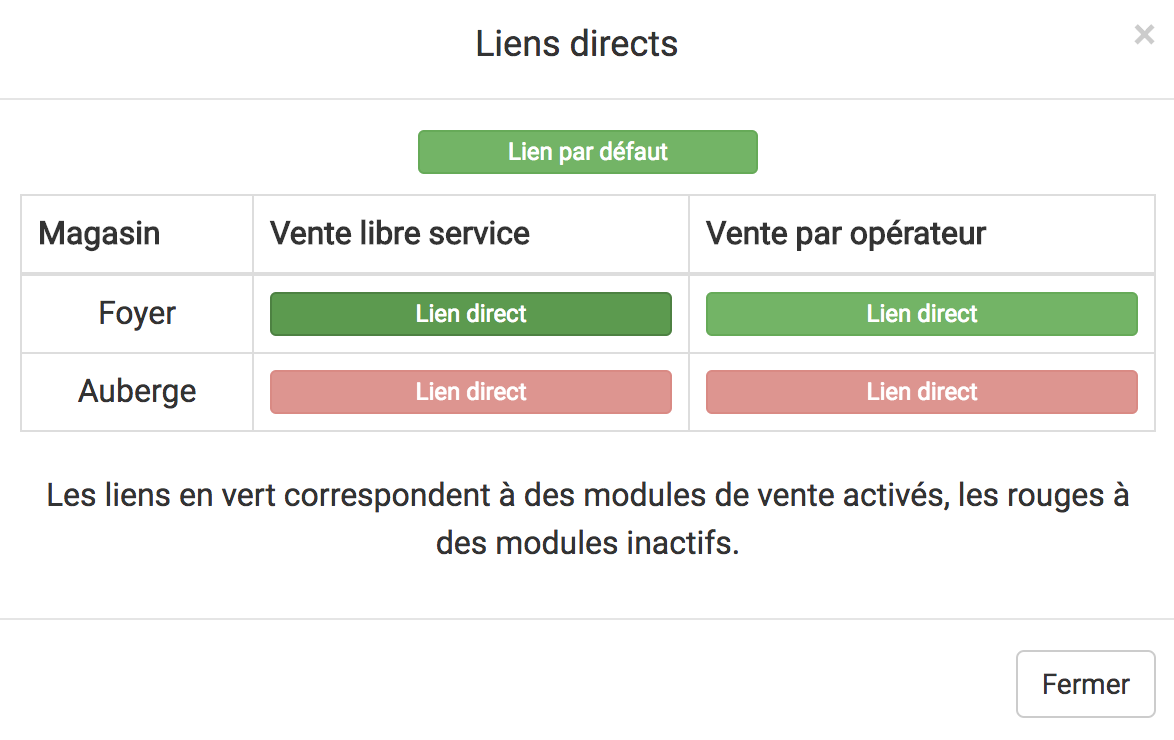 Liens directs
×
Lien par défaut
Magasin Vente libre service Vente par opérateur
Foyer Lien direct Lien direct
Auberge Lien direct Lien direct
Les liens en vert correspondent à des modules de vente activés, les rouges à
des modules inactifs.
Fermer